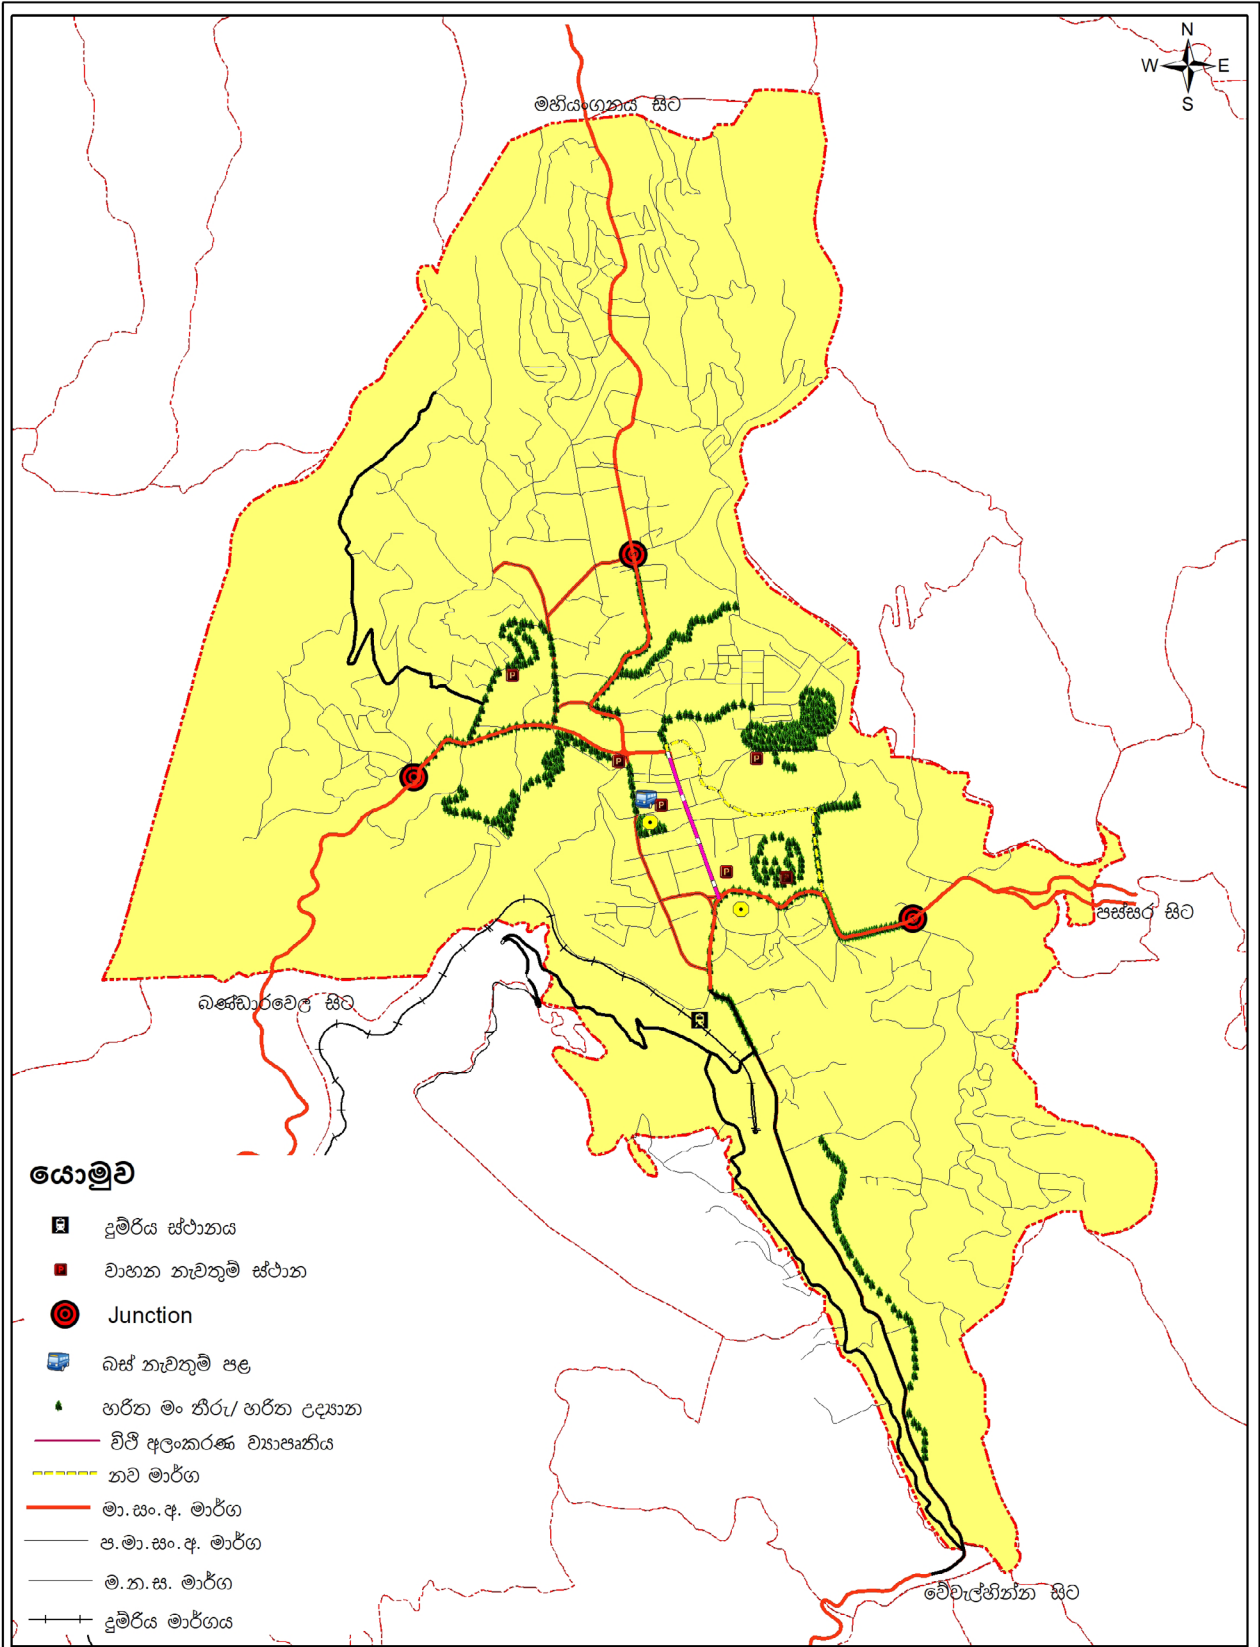 N
W E
S
මහියංගනය සිට
පස්සර සිට
බණ්ඩාරවෙල සිට
යොමුව
දුම්රිය ස්ථානය
වාහන නැවතුම් ස්ථාන
Junction
බස් නැවතුම් පළ
හරිත මං තීරු/ හරිත උද්‍යාන
විථි අලංකරණ ව්‍යාපෘතිය
නව මාර්ග
මා.සං.අ. මාර්ග
ප.මා.සං.අ. මාර්ග
ම.න.ස. මාර්ග
දුම්රිය මාර්ගය
වේවැල්හින්න සිට